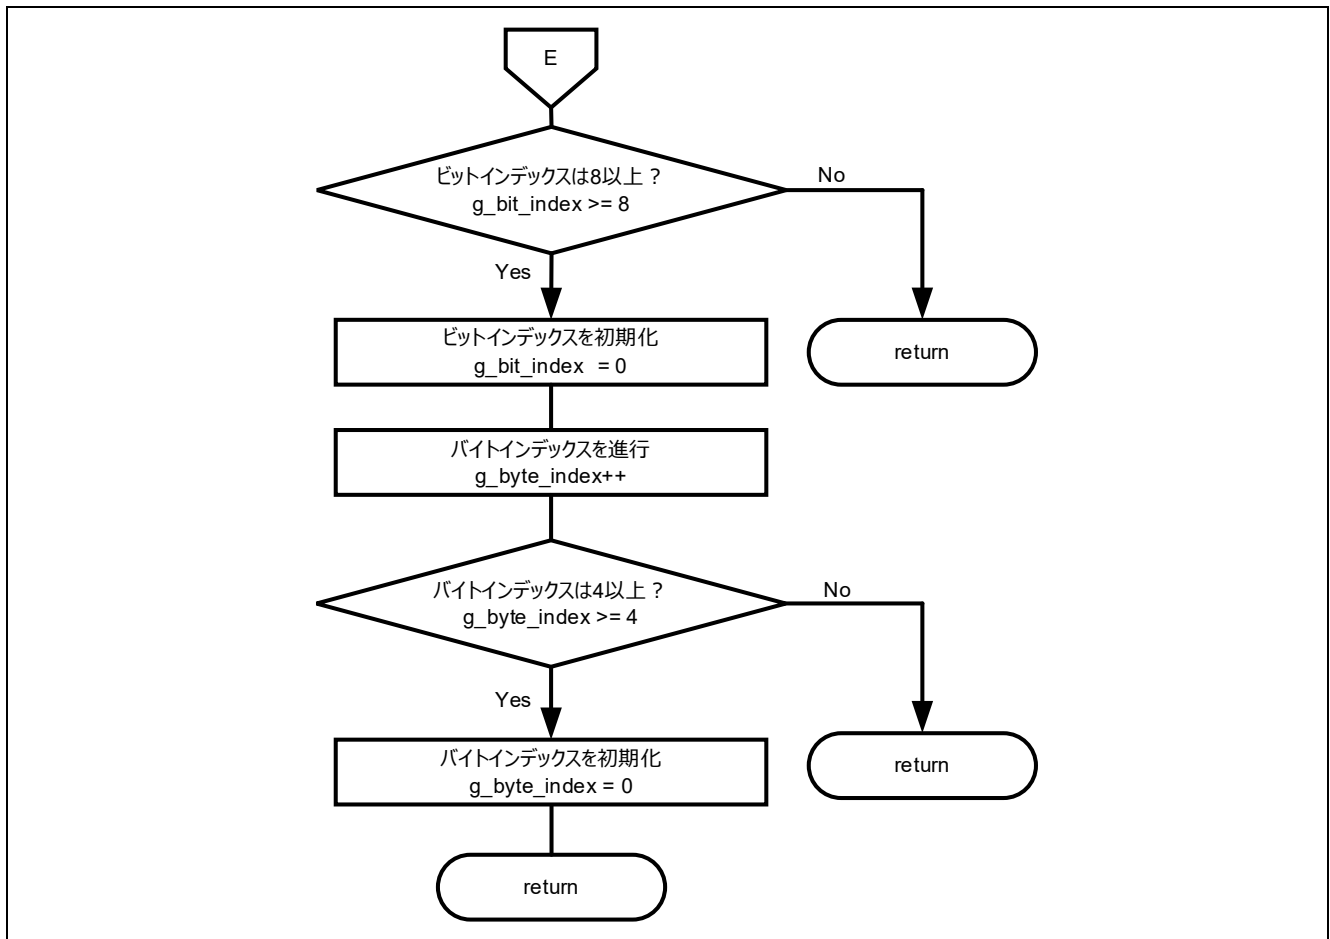 E
ビットインデックスは8以上？
g_bit_index >= 8
No
Yes
ビットインデックスを初期化
g_bit_index = 0
return
バイトインデックスを進行
g_byte_index++
バイトインデックスは4以上？
g_byte_index >= 4
No
Yes
バイトインデックスを初期化
g_byte_index = 0
return
return